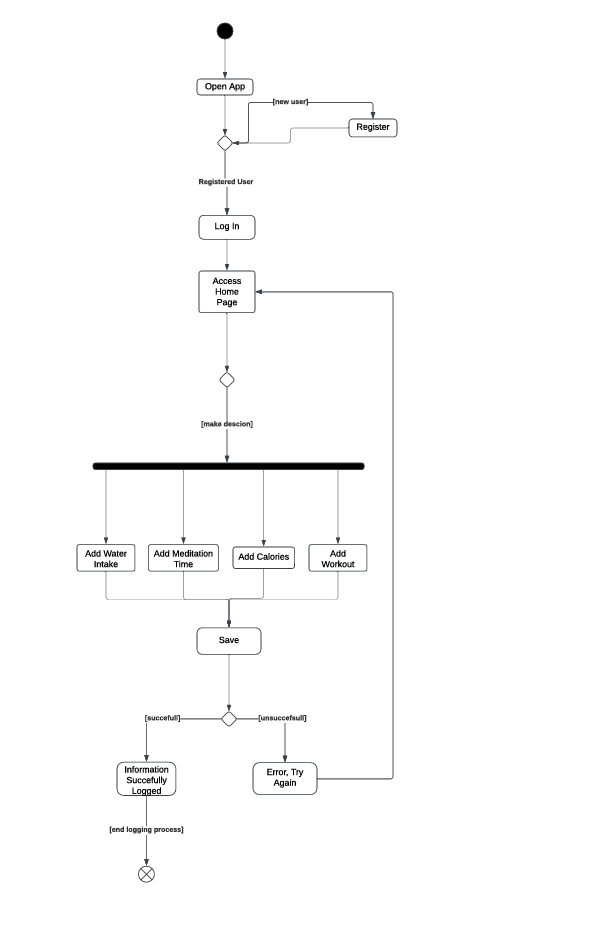 Open App
[new user]
Register
Registered User
Log In
Access
Home
Page
[make descion]
Add Water
Intake
Add Meditation
Time
Add Calories
Add
Workout
Save
[succefull]
[unsuccefsull]
Information
Succefully
Logged
Error, Try
Again
[end logging process]